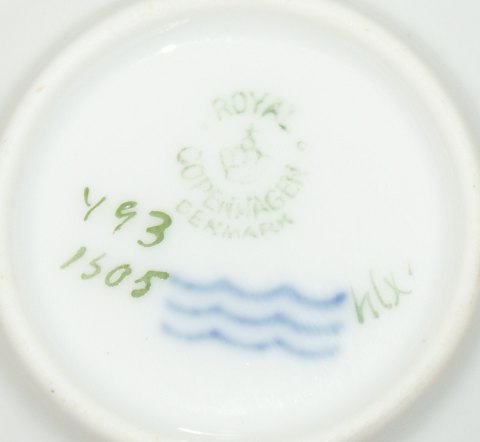 ROYAL
COPENHAGEN
DENMARK
493
1505